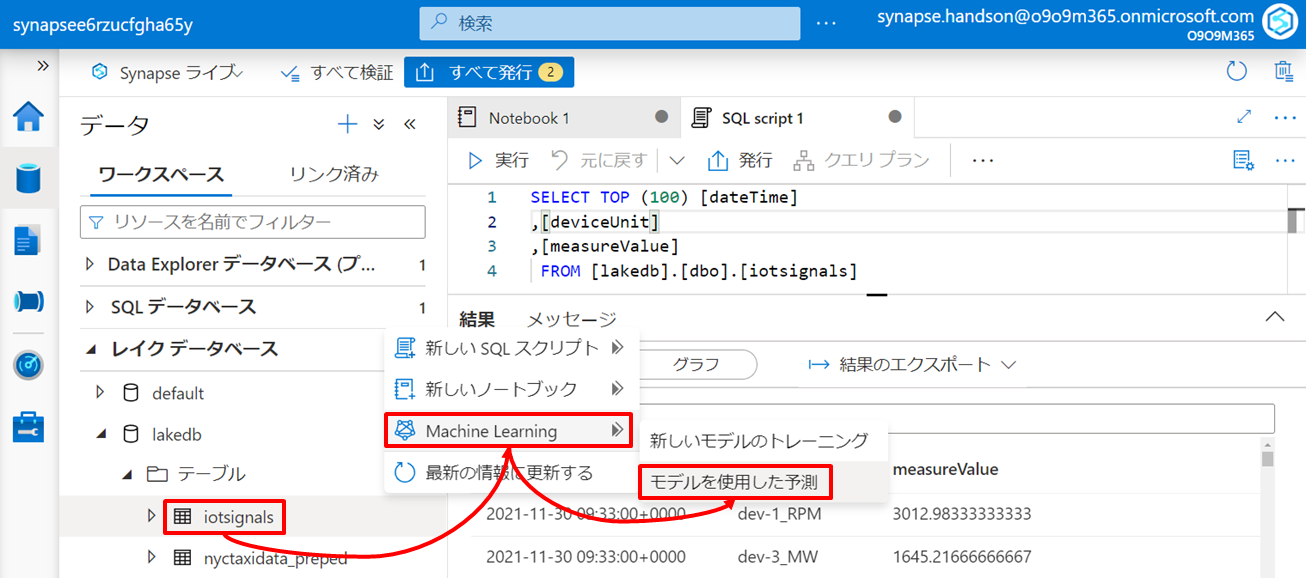 synapsee6rzucfgha65y
検索
synapse.handson@o9o9m365.onmicrosoft.com
O9O9M365
Synapse ライブ
すべて検証
すべて発行 2
データ
ワークスペース リンク済み
リソースを名前でフィルター
Data Explorer データベース (プ... 1
SQL データベース 1
レイク データベース
default
lakedb
テーブル
iotsignals
nyctaxidata_preped
Notebook 1
SQL script 1
実行 元に戻す 発行 クエリ プラン
1 SELECT TOP (100) [dateTime]
2 ,[deviceUnit]
3 ,[measureValue]
4 FROM [lakedb].[dbo].[iotsignals]
結果 メッセージ
グラフ
結果のエクスポート
新しい SQL スクリプト
新しいノートブック
Machine Learning
最新の情報に更新する
新しいモデルのトレーニング
モデルを使用した予測
measureValue
2021-11-30 09:33:00+0000 dev-1_RPM 3012.98333333333
2021-11-30 09:33:00+0000 dev-3_MW 1645.21666666667